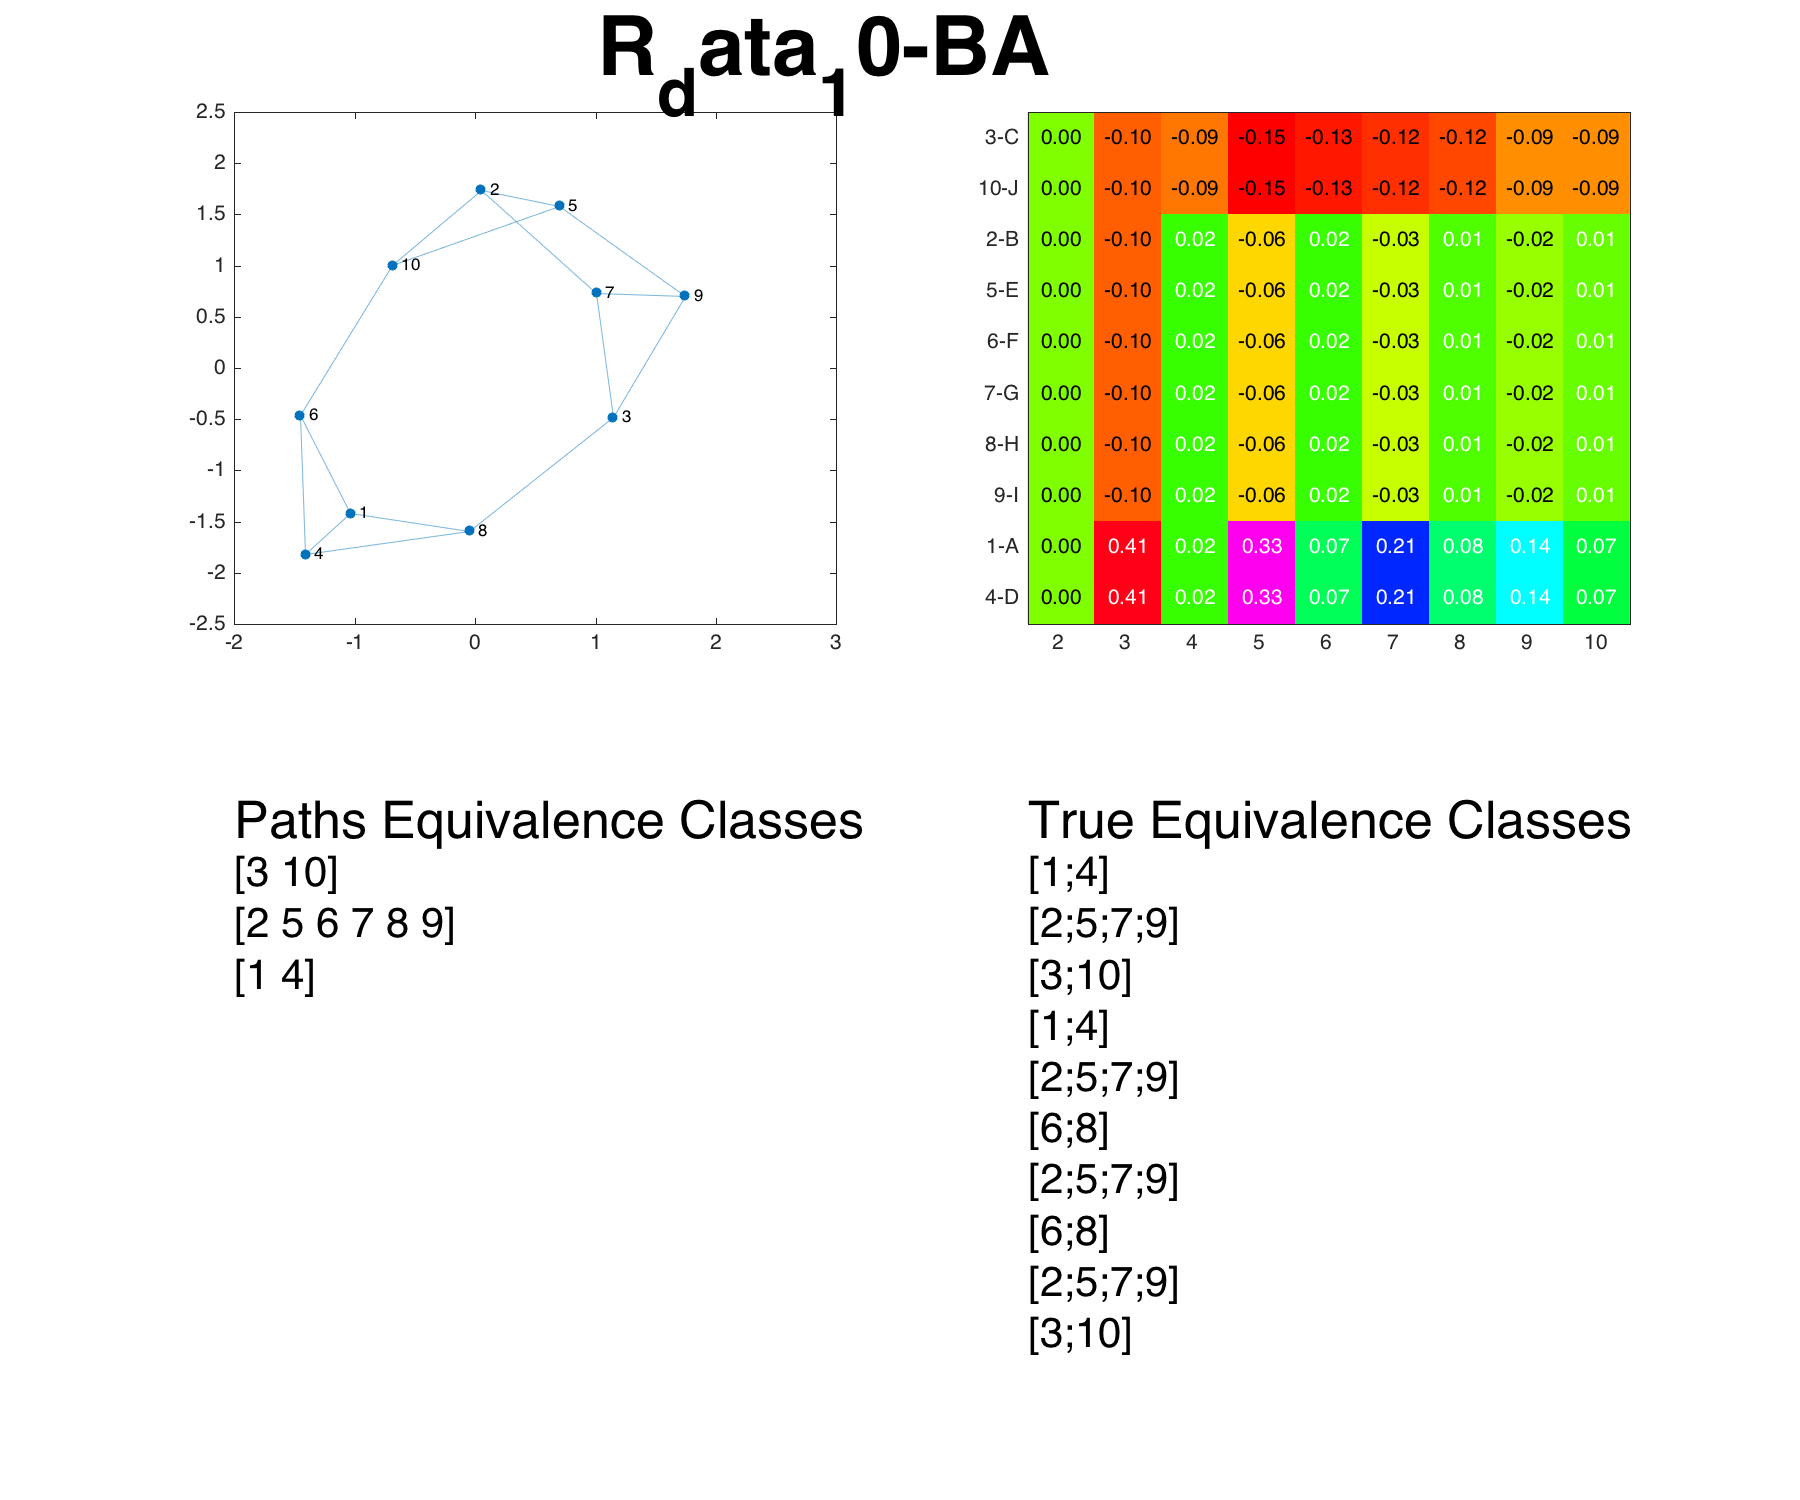 Rdata10-BA
2.5
2
1.5
1
0.5
0
-0.5
-1
-1.5
-2
-2.5
-2 -1 0 1 2 3
2
5
10
7
9
6
3
1
8
4
3-C 0.00 -0.10 -0.09 -0.15 -0.13 -0.12 -0.12 -0.09 -0.09
10-J 0.00 -0.10 -0.09 -0.15 -0.13 -0.12 -0.12 -0.09 -0.09
2-B 0.00 -0.10 0.02 -0.06 0.02 -0.03 0.01 -0.02 0.01
5-E 0.00 -0.10 0.02 -0.06 0.02 -0.03 0.01 -0.02 0.01
6-F 0.00 -0.10 0.02 -0.06 0.02 -0.03 0.01 -0.02 0.01
7-G 0.00 -0.10 0.02 -0.06 0.02 -0.03 0.01 -0.02 0.01
8-H 0.00 -0.10 0.02 -0.06 0.02 -0.03 0.01 -0.02 0.01
9-I 0.00 -0.10 0.02 -0.06 0.02 -0.03 0.01 -0.02 0.01
1-A 0.00 0.41 0.02 0.33 0.07 0.21 0.08 0.14 0.07
4-D 0.00 0.41 0.02 0.33 0.07 0.21 0.08 0.14 0.07
2 3 4 5 6 7 8 9 10
Paths Equivalence Classes
[3 10]
[2 5 6 7 8 9]
[1 4]
True Equivalence Classes
[1;4]
[2;5;7;9]
[3;10]
[1;4]
[2;5;7;9]
[6;8]
[2;5;7;9]
[6;8]
[2;5;7;9]
[3;10]